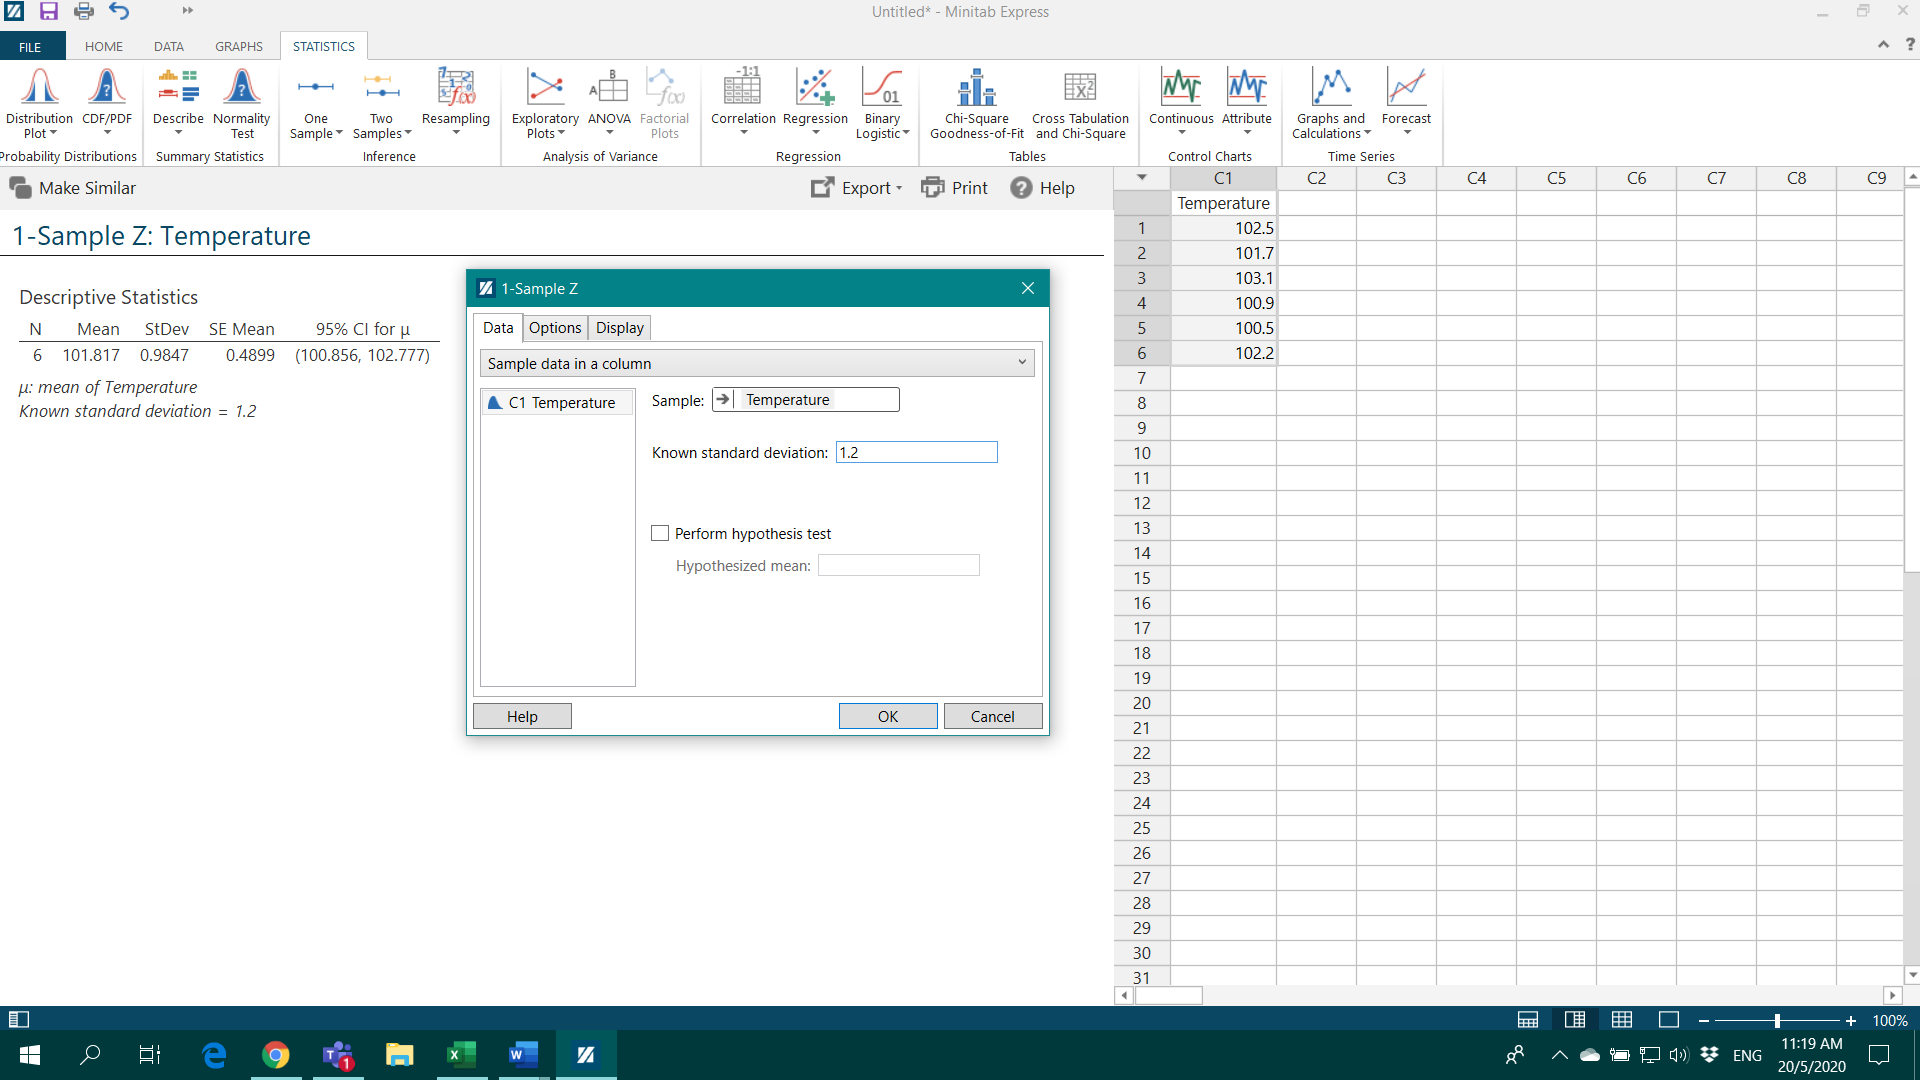 Untitled* - Minitab Express
FILE HOME DATA GRAPHS STATISTICS ?
Distribution Plot CDF/PDF Describe Normality Test One Sample Two Samples Resampling Exploratory Plots ANOVA Factorial Plots Correlation Regression Binary Logistic Chi-Square Goodness-of-Fit Cross Tabulation and Chi-Square Continuous Attribute Graphs and Calculations Forecast
Probability Distributions Summary Statistics Inference Analysis of Variance Regression Tables Control Charts Time Series
Make Similar Export Print Help
1-Sample Z: Temperature
Descriptive Statistics
N Mean StDev SE Mean 95% CI for μ
6 101.817 0.9847 0.4899 (100.856, 102.777)
μ: mean of Temperature
Known standard deviation = 1.2
1-Sample Z
Data Options Display
Sample data in a column
C1 Temperature
Sample: Temperature
Known standard deviation: 1.2
Perform hypothesis test
Hypothesized mean:
Help OK Cancel
C1 C2 C3 C4 C5 C6 C7 C8 C9
Temperature
1 102.5
2 101.7
3 103.1
4 100.9
5 100.5
6 102.2
7
8
9
10
11
12
13
14
15
16
17
18
19
20
21
22
23
24
25
26
27
28
29
30
31
100%
1
ENG
11:19 AM
20/5/2020